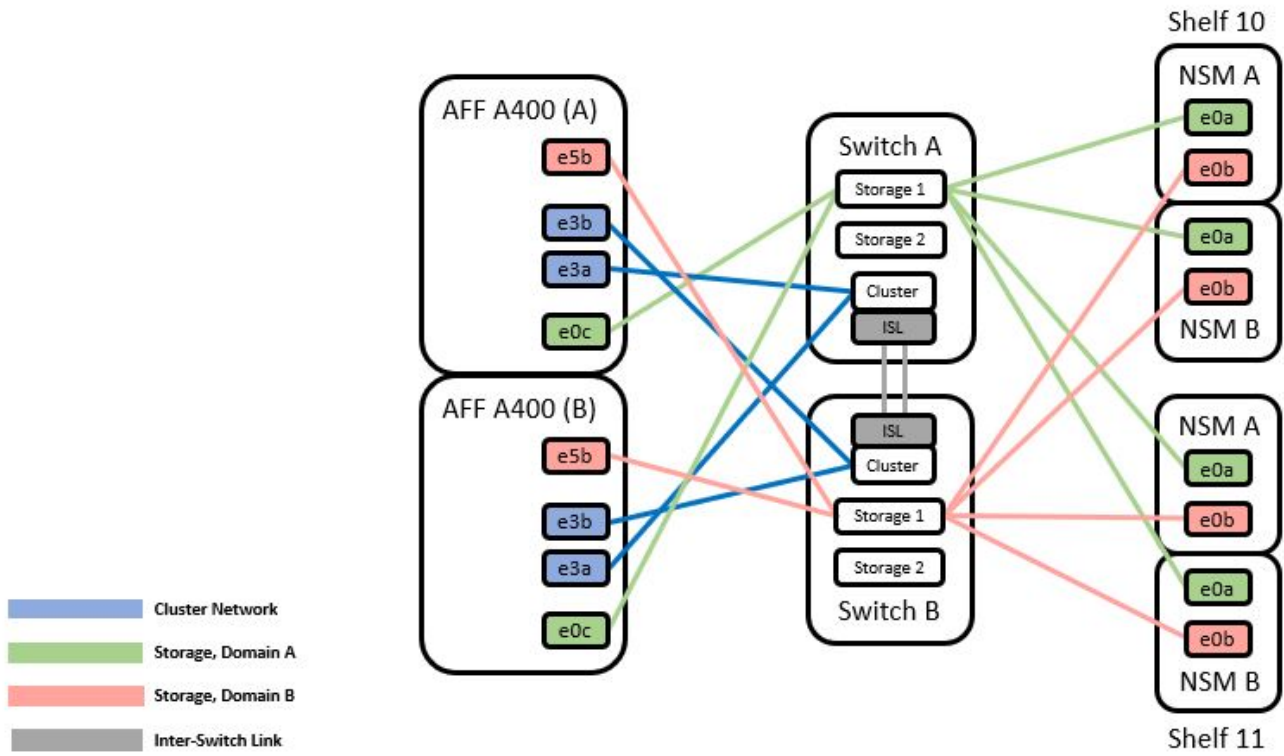 Shelf 10
AFF A400 (A)
e5b
e3b
e3a
e0c
AFF A400 (B)
e5b
e3b
e3a
e0c
Switch A
Storage 1
Storage 2
Cluster
ISL
ISL
Cluster
Storage 1
Storage 2
Switch B
NSM A
e0a
e0b
e0a
e0b
NSM B
NSM A
e0a
e0b
e0a
e0b
NSM B
Shelf 11
Cluster Network
Storage, Domain A
Storage, Domain B
Inter-Switch Link